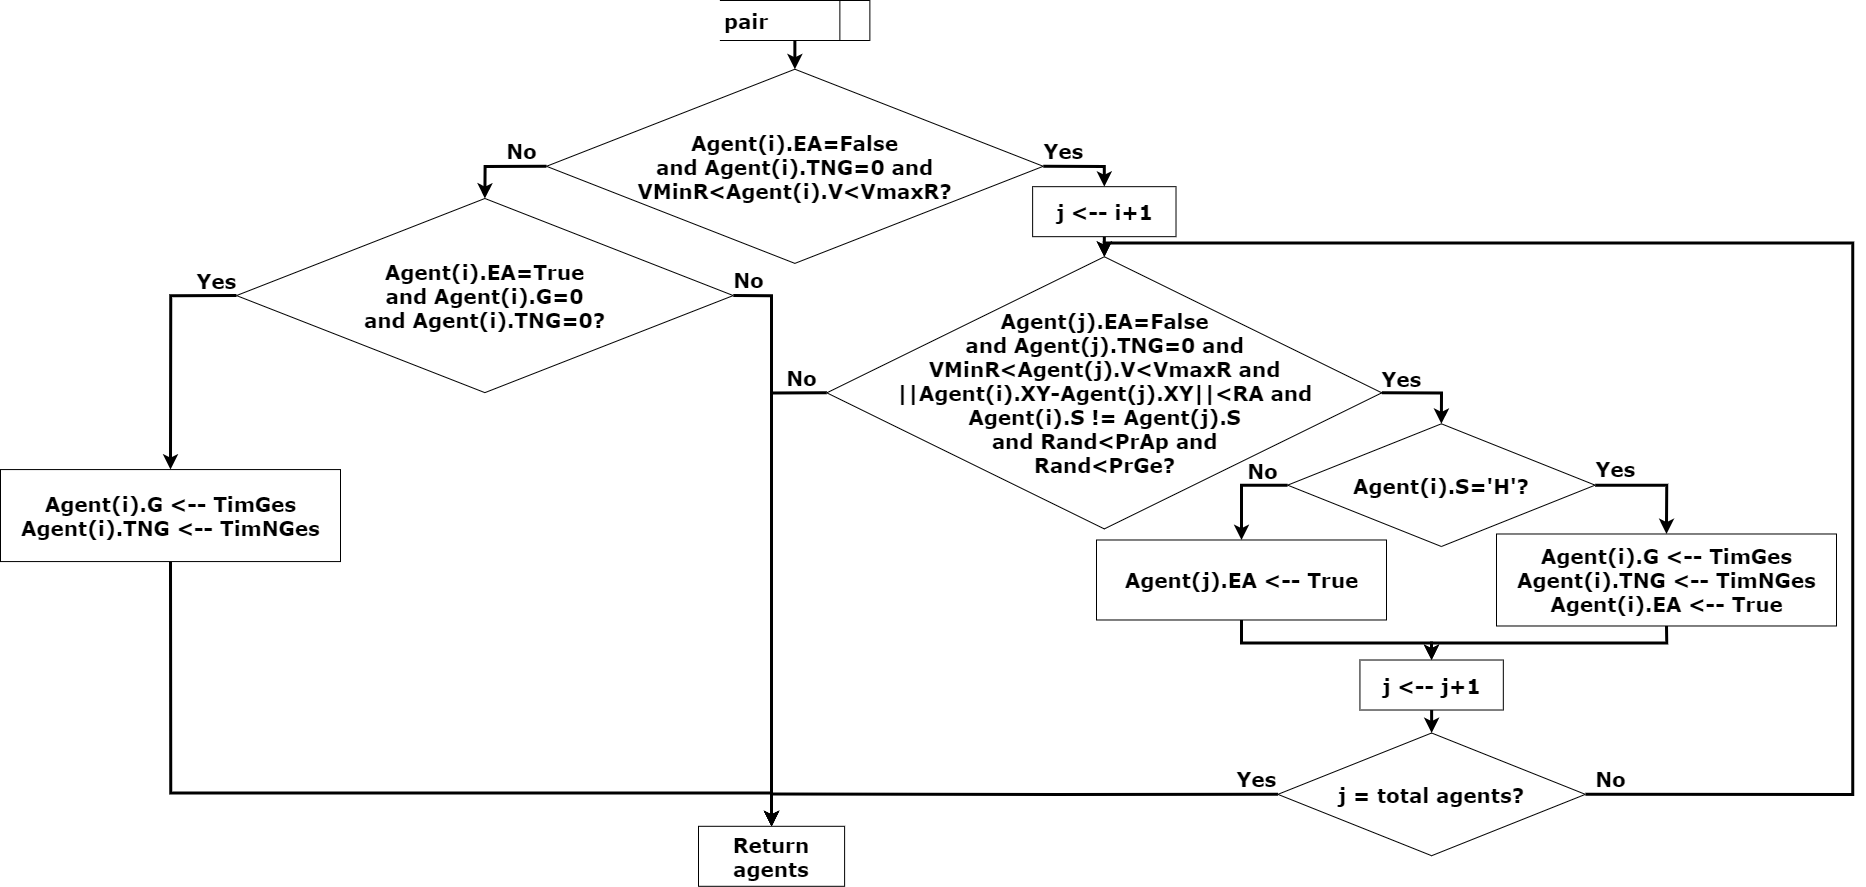 pair
Agent(i).EA=False
and Agent(i).TNG=0 and
VMinR<Agent(i).V<VmaxR?
No
Yes
j <-- i+1
Agent(i).EA=True
and Agent(i).G=0
and Agent(i).TNG=0?
Yes
No
Agent(i).G <-- TimGes
Agent(i).TNG <-- TimNGes
Agent(j).EA=False
and Agent(j).TNG=0 and
VMinR<Agent(j).V<VmaxR and
||Agent(i).XY-Agent(j).XY||<RA and
Agent(i).S != Agent(j).S
and Rand<PrAp and
Rand<PrGe?
No
Yes
Agent(i).S='H'?
No
Yes
Agent(j).EA <-- True
Agent(i).G <-- TimGes
Agent(i).TNG <-- TimNGes
Agent(i).EA <-- True
j <-- j+1
j = total agents?
Yes
No
Return
agents